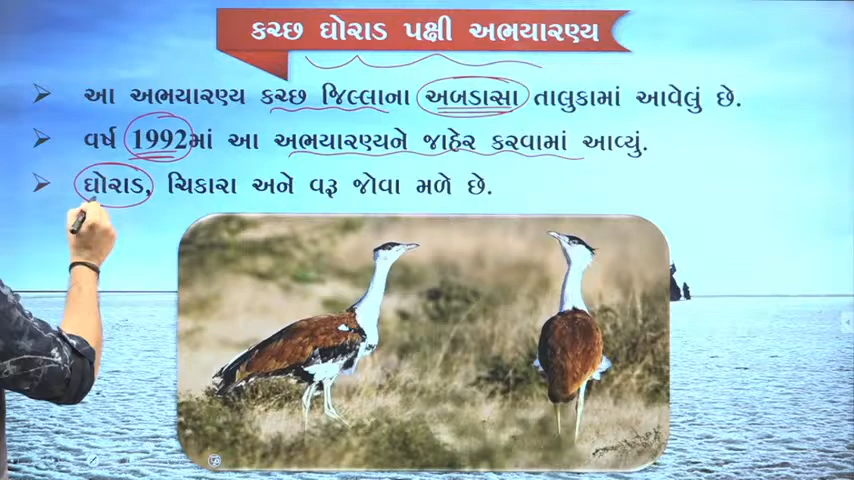 કચ્છ ઘોરાડ પક્ષી અભયારણ્ય
આ અભયારણ્ય કચ્છ જિલ્લાના અબડાસા તાલુકામાં આવેલું છે.
વર્ષ 1992માં આ અભયારણ્યને જાહેર કરવામાં આવ્યું.
ઘોરાડ, ચિકારા અને વરૂ જોવા મળે છે.